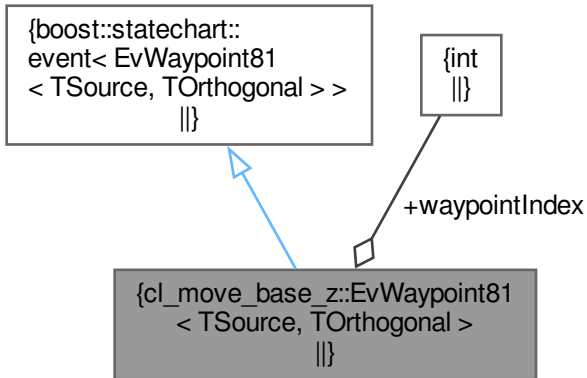 {boost::statechart::
event< EvWaypoint81
< TSource, TOrthogonal > >
||}
{int
||}
+waypointIndex
{cl_move_base_z::EvWaypoint81
< TSource, TOrthogonal >
||}